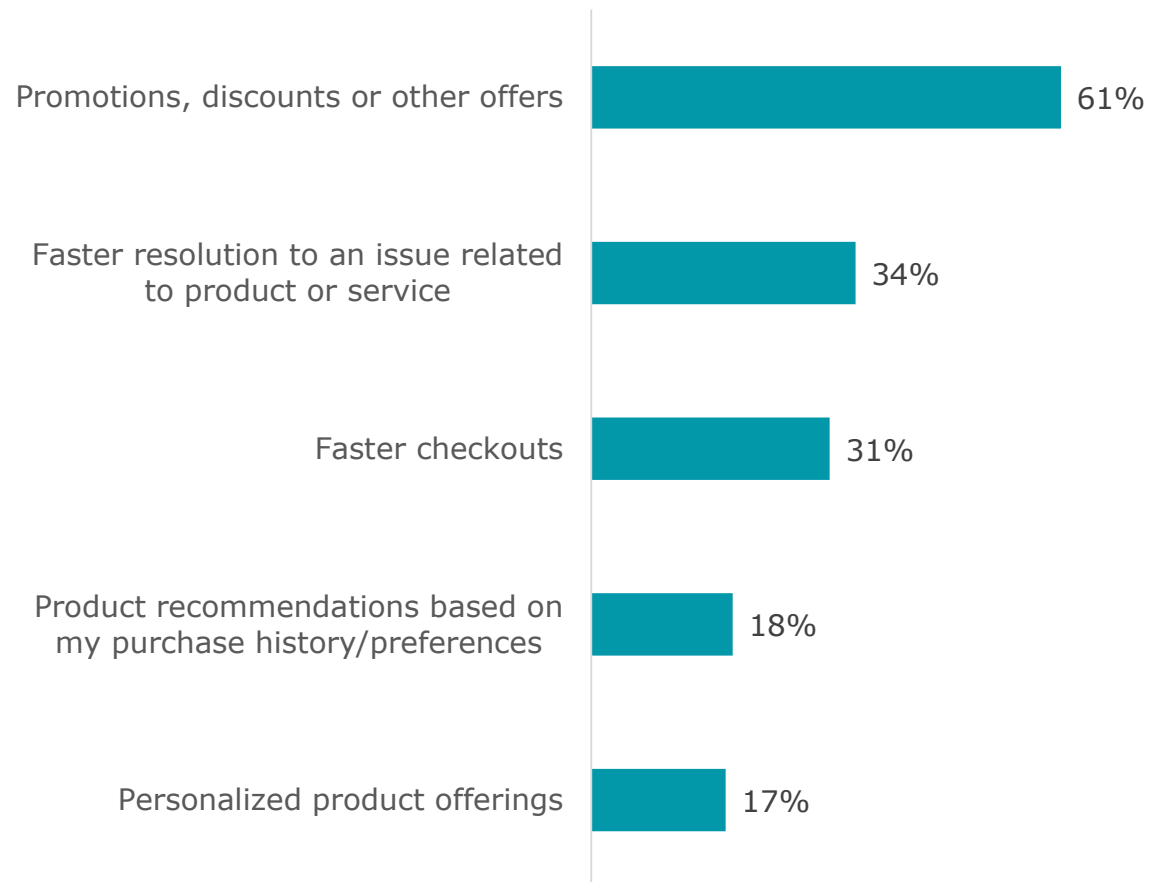 Promotions, discounts or other offers 61%
Faster resolution to an issue related
to product or service 34%
Faster checkouts 31%
Product recommendations based on
my purchase history/preferences 18%
Personalized product offerings 17%